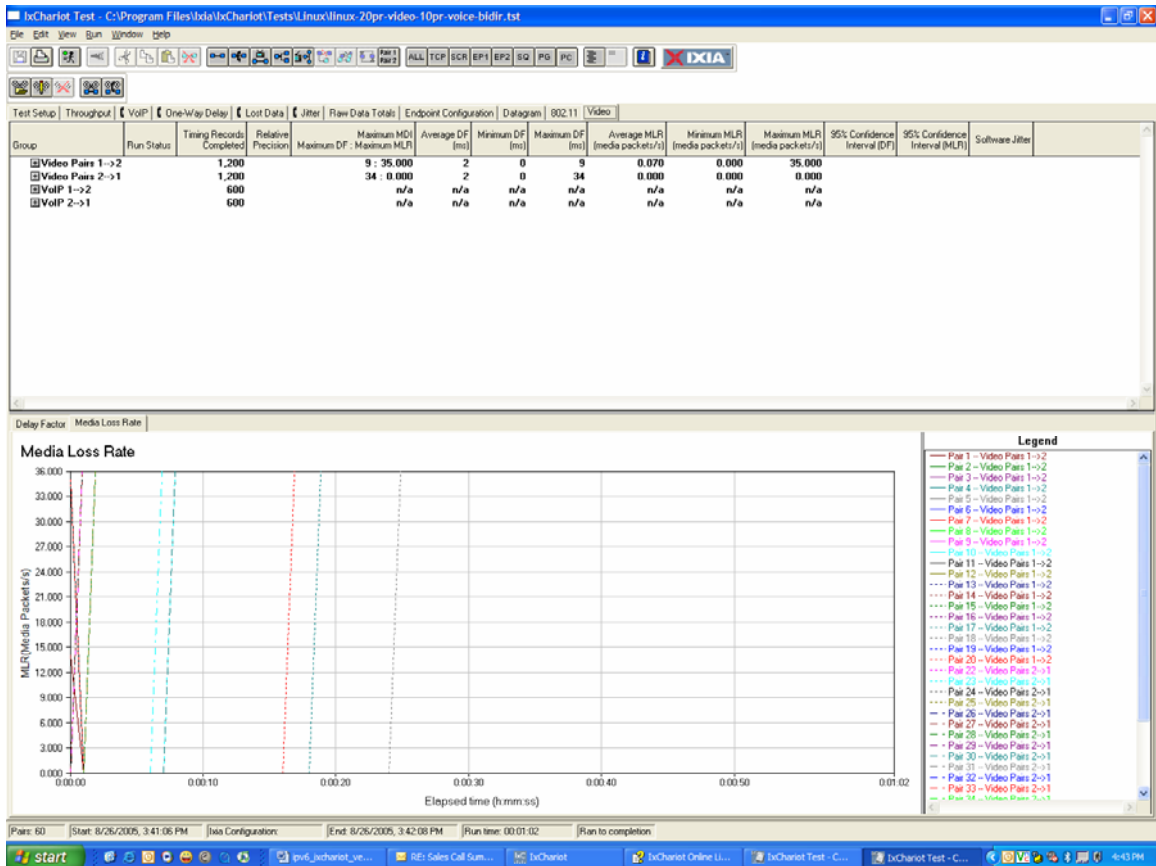 IxChariot Test - C:\Program Files\Ixia\IxChariot\Tests\Linux\linux-20pr-video-10pr-voice-bidir.tst
File Edit View Run Window Help
ALL TCP SCR EP1 EP2 SQ PG PC XIXIA
Test Setup Throughput VoIP One-Way Delay Lost Data Jitter Raw Data Totals Endpoint Configuration Datagram 802.11 Video
Group Run Status Timing Records Completed Relative Precision Maximum MDI Maximum DF : Maximum MLR Average DF (ms) Minimum DF (ms) Maximum DF (ms) Average MLR (media packets/s) Minimum MLR (media packets/s) Maximum MLR (media packets/s) 95% Confidence Interval (DF) 95% Confidence Interval (MLR) Software Jitter
Video Pairs 1-->2 1,200 9 : 35.000 2 0 9 0.070 0.000 35.000
Video Pairs 2-->1 1,200 34 : 0.000 2 0 34 0.000 0.000 0.000
VoIP 1-->2 600 n/a n/a n/a n/a n/a n/a n/a
VoIP 2-->1 600 n/a n/a n/a n/a n/a n/a n/a
Delay Factor Media Loss Rate
Media Loss Rate
36.000
33.000
30.000
27.000
24.000
21.000
18.000
15.000
12.000
9.000
6.000
3.000
0.000
MLR(Media Packets/s)
0:00:00 0:00:10 0:00:20 0:00:30 0:00:40 0:00:50 0:01:02
Elapsed time (h:mm:ss)
Legend
Pair 1 -- Video Pairs 1-->2
Pair 2 -- Video Pairs 1-->2
Pair 3 -- Video Pairs 1-->2
Pair 4 -- Video Pairs 1-->2
Pair 5 -- Video Pairs 1-->2
Pair 6 -- Video Pairs 1-->2
Pair 7 -- Video Pairs 1-->2
Pair 8 -- Video Pairs 1-->2
Pair 9 -- Video Pairs 1-->2
Pair 10 -- Video Pairs 1-->2
Pair 11 -- Video Pairs 1-->2
Pair 12 -- Video Pairs 1-->2
Pair 13 -- Video Pairs 1-->2
Pair 14 -- Video Pairs 1-->2
Pair 15 -- Video Pairs 1-->2
Pair 16 -- Video Pairs 1-->2
Pair 17 -- Video Pairs 1-->2
Pair 18 -- Video Pairs 1-->2
Pair 19 -- Video Pairs 1-->2
Pair 20 -- Video Pairs 1-->2
Pair 22 -- Video Pairs 2-->1
Pair 23 -- Video Pairs 2-->1
Pair 24 -- Video Pairs 2-->1
Pair 25 -- Video Pairs 2-->1
Pair 26 -- Video Pairs 2-->1
Pair 27 -- Video Pairs 2-->1
Pair 28 -- Video Pairs 2-->1
Pair 29 -- Video Pairs 2-->1
Pair 30 -- Video Pairs 2-->1
Pair 31 -- Video Pairs 2-->1
Pair 32 -- Video Pairs 2-->1
Pair 33 -- Video Pairs 2-->1
Pair 34 -- Video Pairs 2-->1
Pairs: 60 Start: 8/26/2005, 3:41:06 PM Ixia Configuration: End: 8/26/2005, 3:42:08 PM Run time: 00:01:02 Ran to completion
start ipv6_ixchariot_ve... RE: Sales Call Sum... IxChariot IxChariot Online Li... IxChariot Test - C... IxChariot Test - C... 4:43 PM